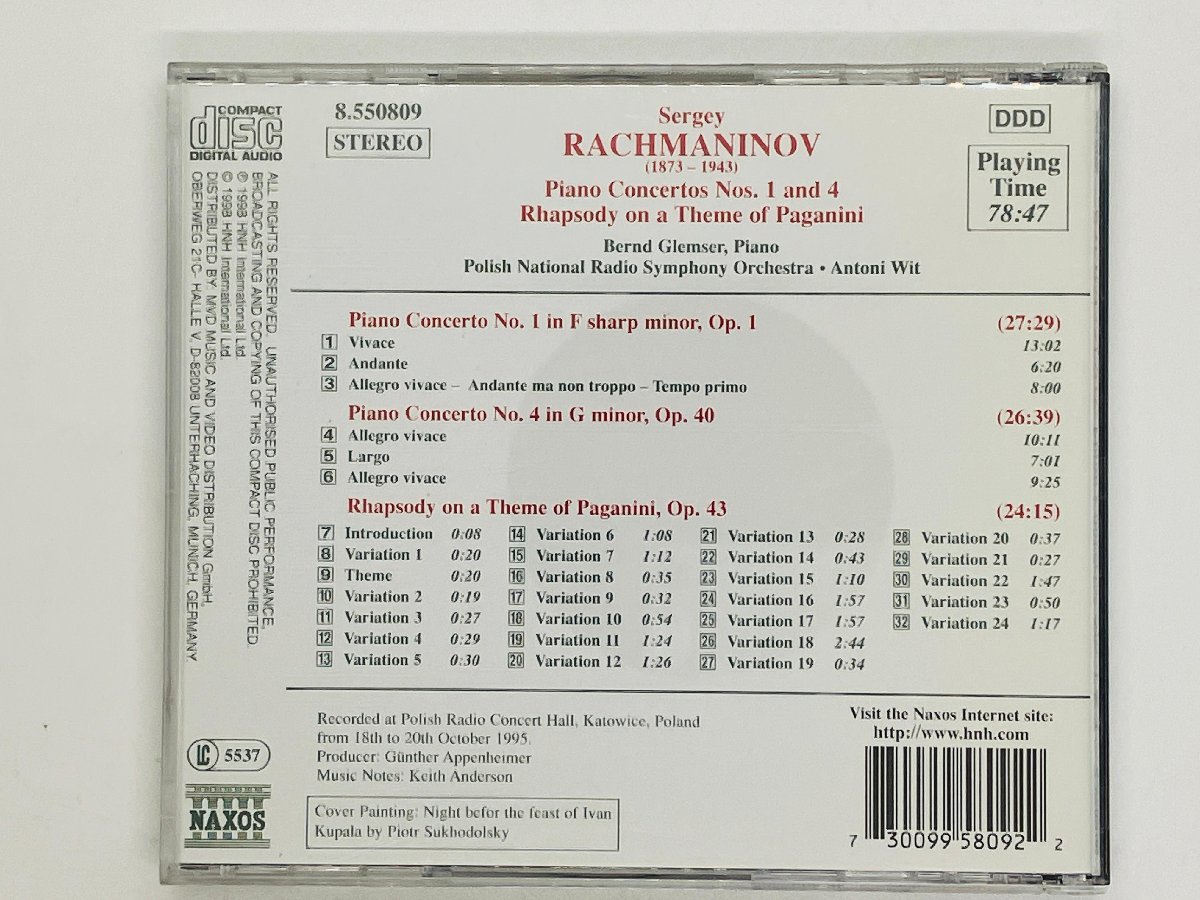 COMPACT
disc
DIGITAL AUDIO
8.550809
STEREO
Sergey
RACHMANINOV
(1873 – 1943)
Piano Concertos Nos. 1 and 4
Rhapsody on a Theme of Paganini
Bernd Glemser, Piano
Polish National Radio Symphony Orchestra • Antoni Wit
DDD
Playing
Time
78:47
ALL RIGHTS RESERVED. UNAUTHORISED PUBLIC PERFORMANCE,
BROADCASTING AND COPYING OF THIS COMPACT DISC PROHIBITED.
℗ 1998 HNH International Ltd.
© 1998 HNH International Ltd.
DISTRIBUTED BY: MVD MUSIC AND VIDEO DISTRIBUTION GmbH,
OBERWEG 21C- HALLE V, D-82008 UNTERHACHING, MUNICH, GERMANY.
Piano Concerto No. 1 in F sharp minor, Op. 1 (27:29)
1 Vivace 13:02
2 Andante 6:20
3 Allegro vivace – Andante ma non troppo – Tempo primo 8:00
Piano Concerto No. 4 in G minor, Op. 40 (26:39)
4 Allegro vivace 10:11
5 Largo 7:01
6 Allegro vivace 9:25
Rhapsody on a Theme of Paganini, Op. 43 (24:15)
7 Introduction 0:08
8 Variation 1 0:20
9 Theme 0:20
10 Variation 2 0:19
11 Variation 3 0:27
12 Variation 4 0:29
13 Variation 5 0:30
14 Variation 6 1:08
15 Variation 7 1:12
16 Variation 8 0:35
17 Variation 9 0:32
18 Variation 10 0:54
19 Variation 11 1:24
20 Variation 12 1:26
21 Variation 13 0:28
22 Variation 14 0:43
23 Variation 15 1:10
24 Variation 16 1:57
25 Variation 17 1:57
26 Variation 18 2:44
27 Variation 19 0:34
28 Variation 20 0:37
29 Variation 21 0:27
30 Variation 22 1:47
31 Variation 23 0:50
32 Variation 24 1:17
Recorded at Polish Radio Concert Hall, Katowice, Poland
from 18th to 20th October 1995.
Producer: Günther Appenheimer
Music Notes: Keith Anderson
Cover Painting: Night befor the feast of Ivan
Kupala by Piotr Sukhodolsky
LC 5537
NAXOS
Visit the Naxos Internet site:
http://www.hnh.com
7 30099 58092 2